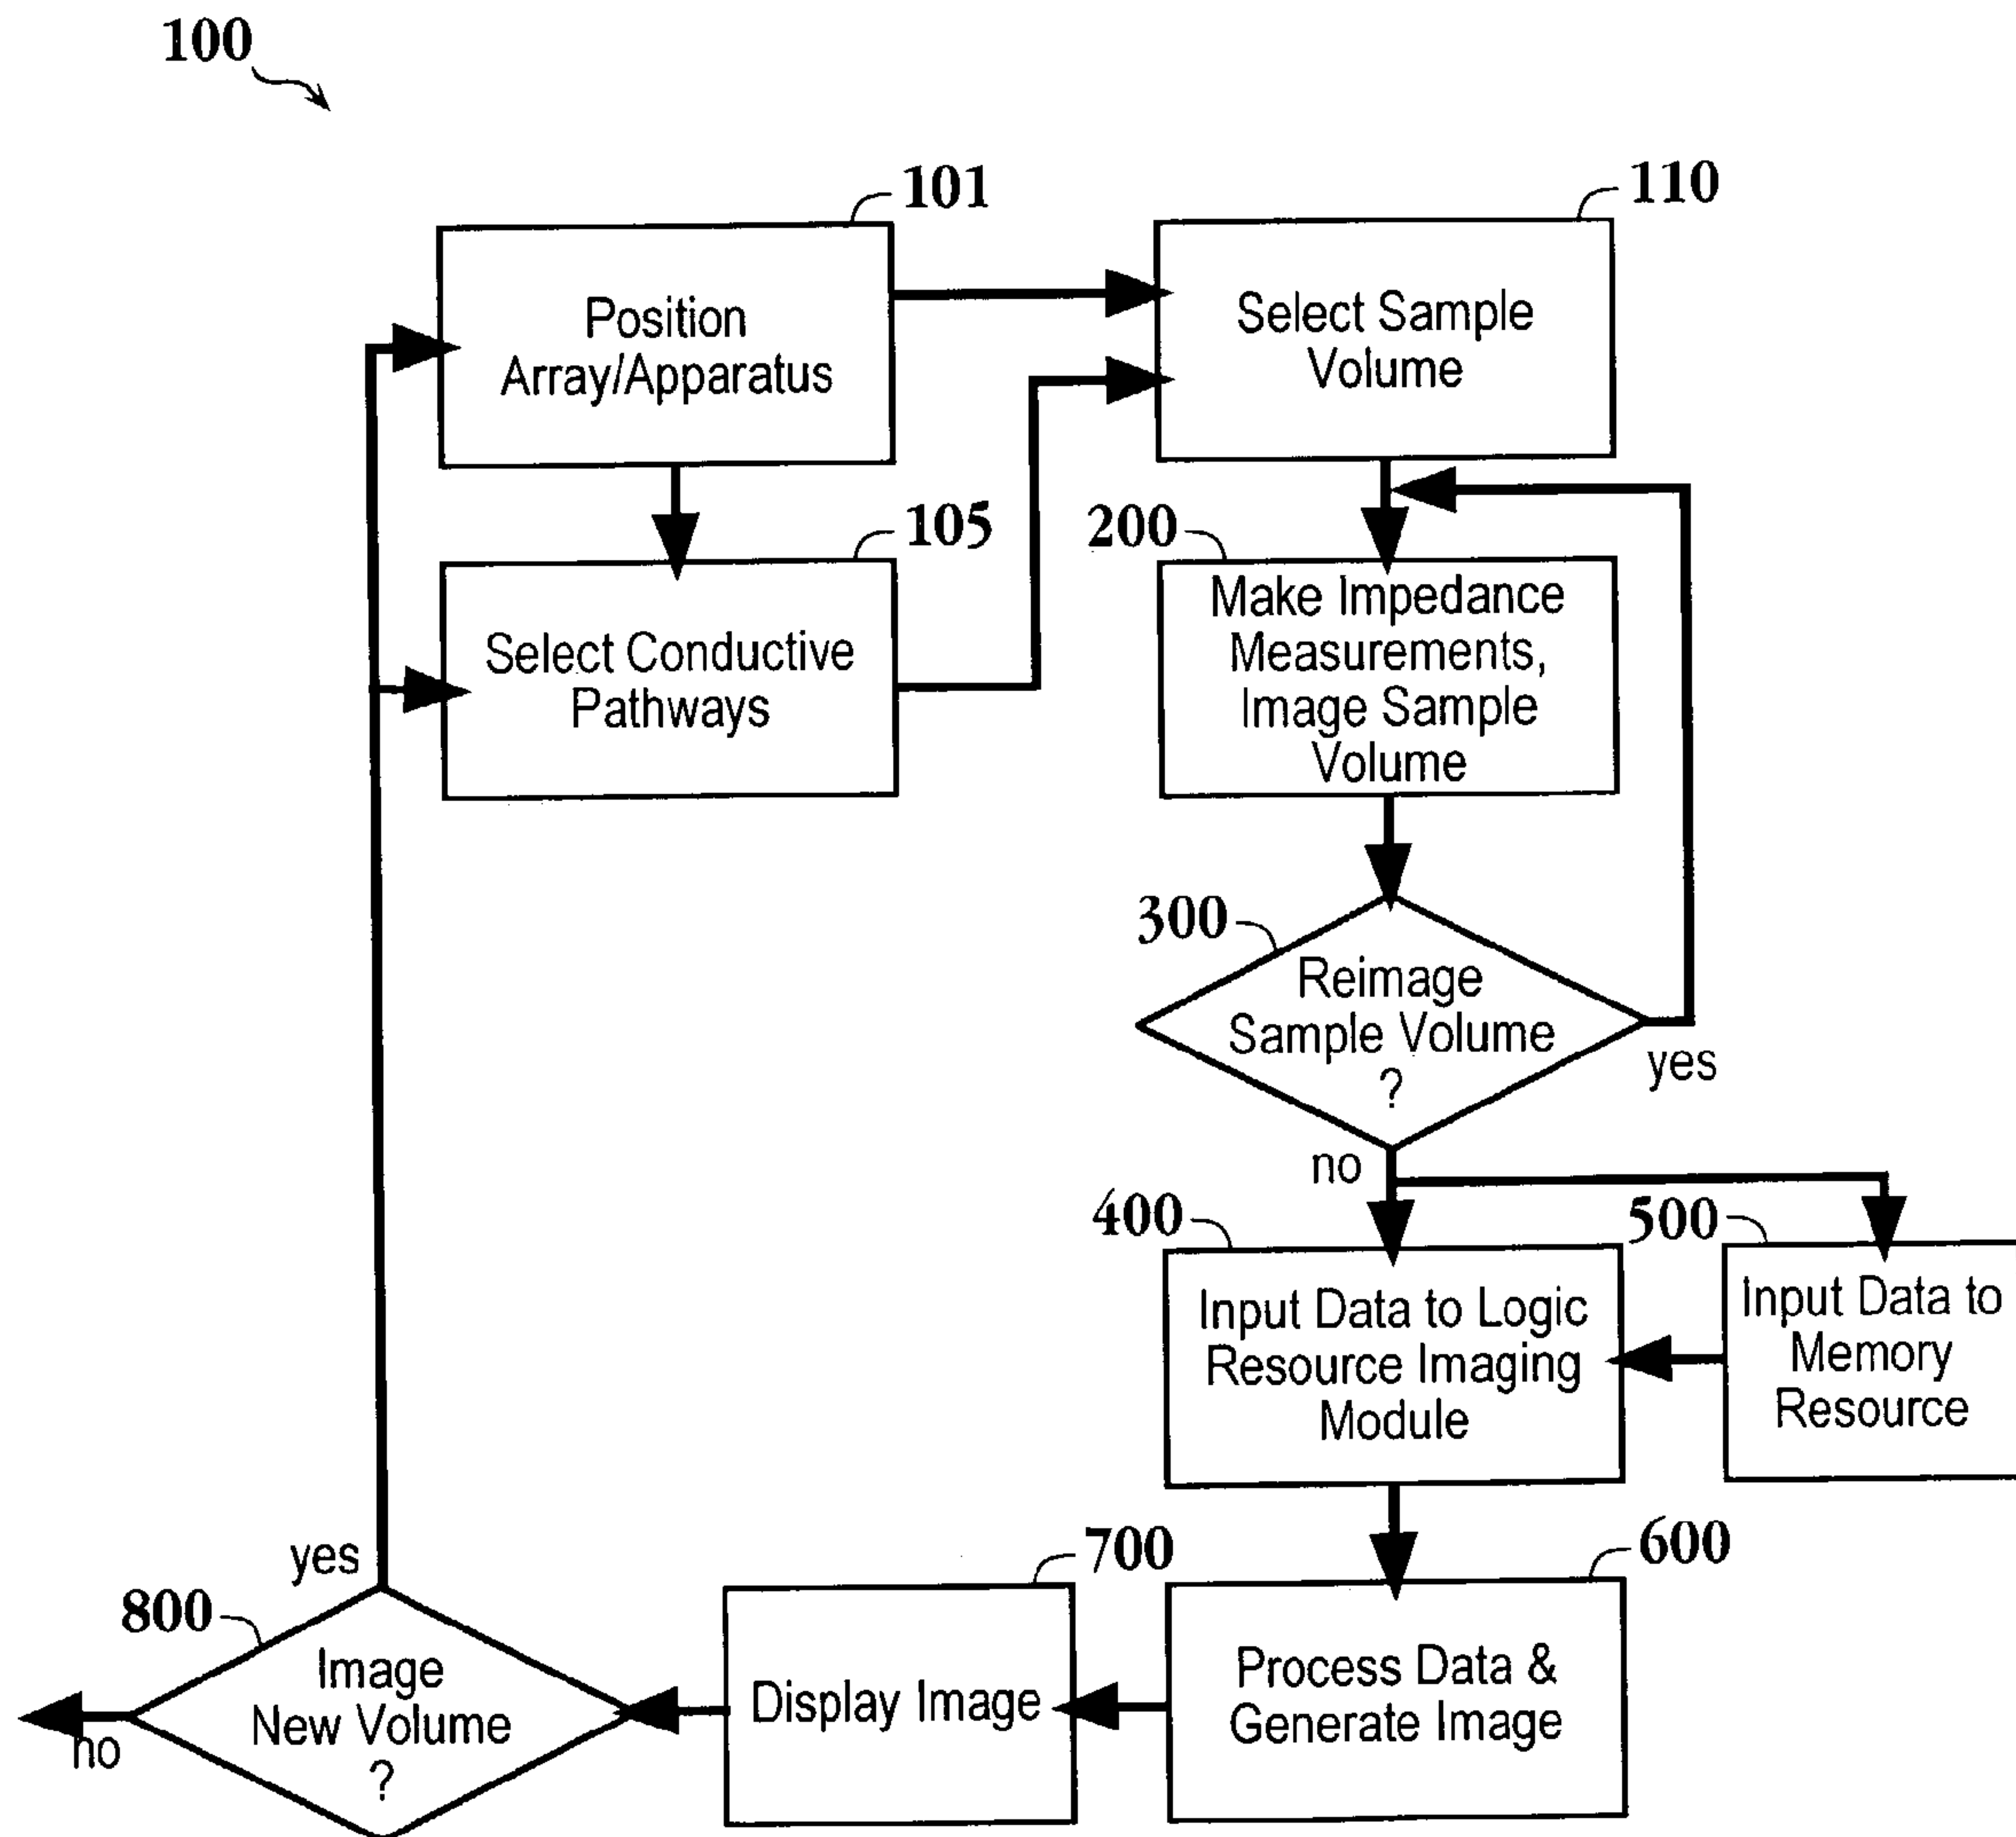 100
101
Position
Array/Apparatus
110
Select Sample
Volume
105
Select Conductive
Pathways
200
Make Impedance
Measurements,
Image Sample
Volume
300
Reimage
Sample Volume
?
yes
no
400
Input Data to Logic
Resource Imaging
Module
500
Input Data to
Memory
Resource
600
Process Data &
Generate Image
700
Display Image
800
Image
New Volume
?
yes
no